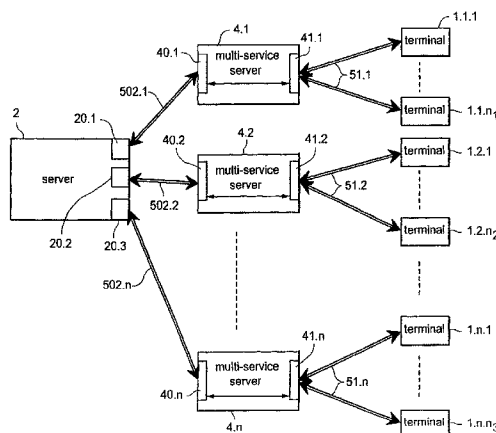 4.1
1.1.1
40.1
41.1
multi-service
server
terminal
51.1
502.1
terminal
1.1.n1
20.1
2
4.2
40.2
41.2
1.2.1
server
multi-service
server
terminal
51.2
502.2
terminal
1.2.n2
20.2
20.3
502.n
41.n
1.n.1
multi-service
server
terminal
51.n
40.n
4.n
terminal
1.n.n3